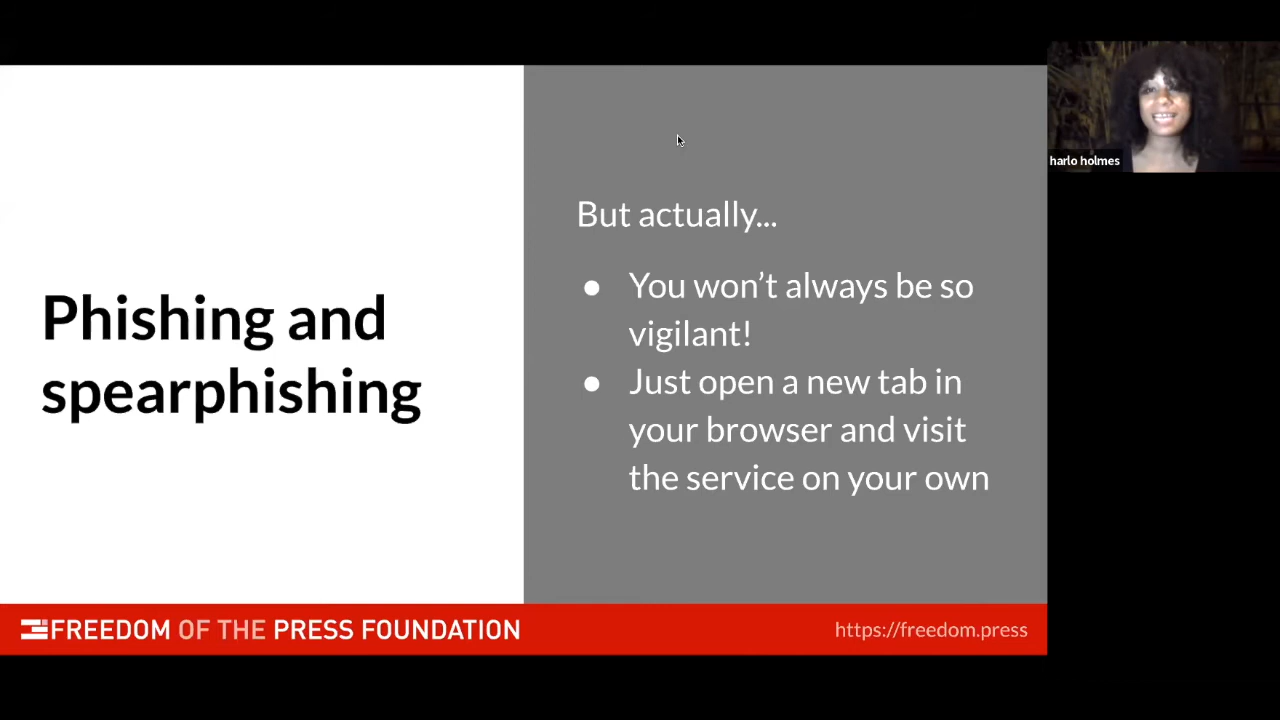 Phishing and
spearphishing
But actually...
● You won’t always be so
vigilant!
● Just open a new tab in
your browser and visit
the service on your own
FREEDOM OF THE PRESS FOUNDATION
https://freedom.press
harlo holmes